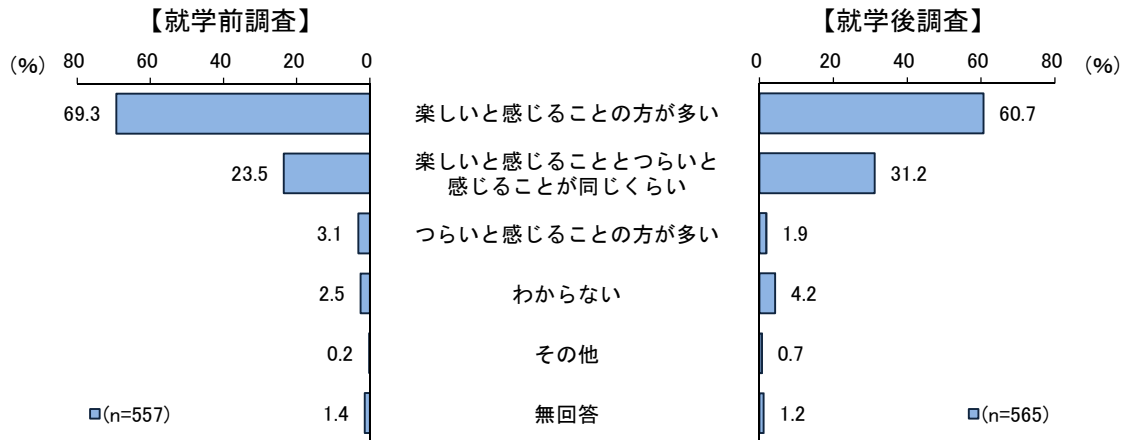 【就学前調査】
【就学後調査】
(%) 80 60 40 20 0
0 20 40 60 80 (%)
69.3 楽しいと感じることの方が多い 60.7
23.5 楽しいと感じることとつらいと
感じることが同じくらい 31.2
3.1 つらいと感じることの方が多い 1.9
2.5 わからない 4.2
0.2 その他 0.7
1.4 無回答 1.2
(n=557)
(n=565)